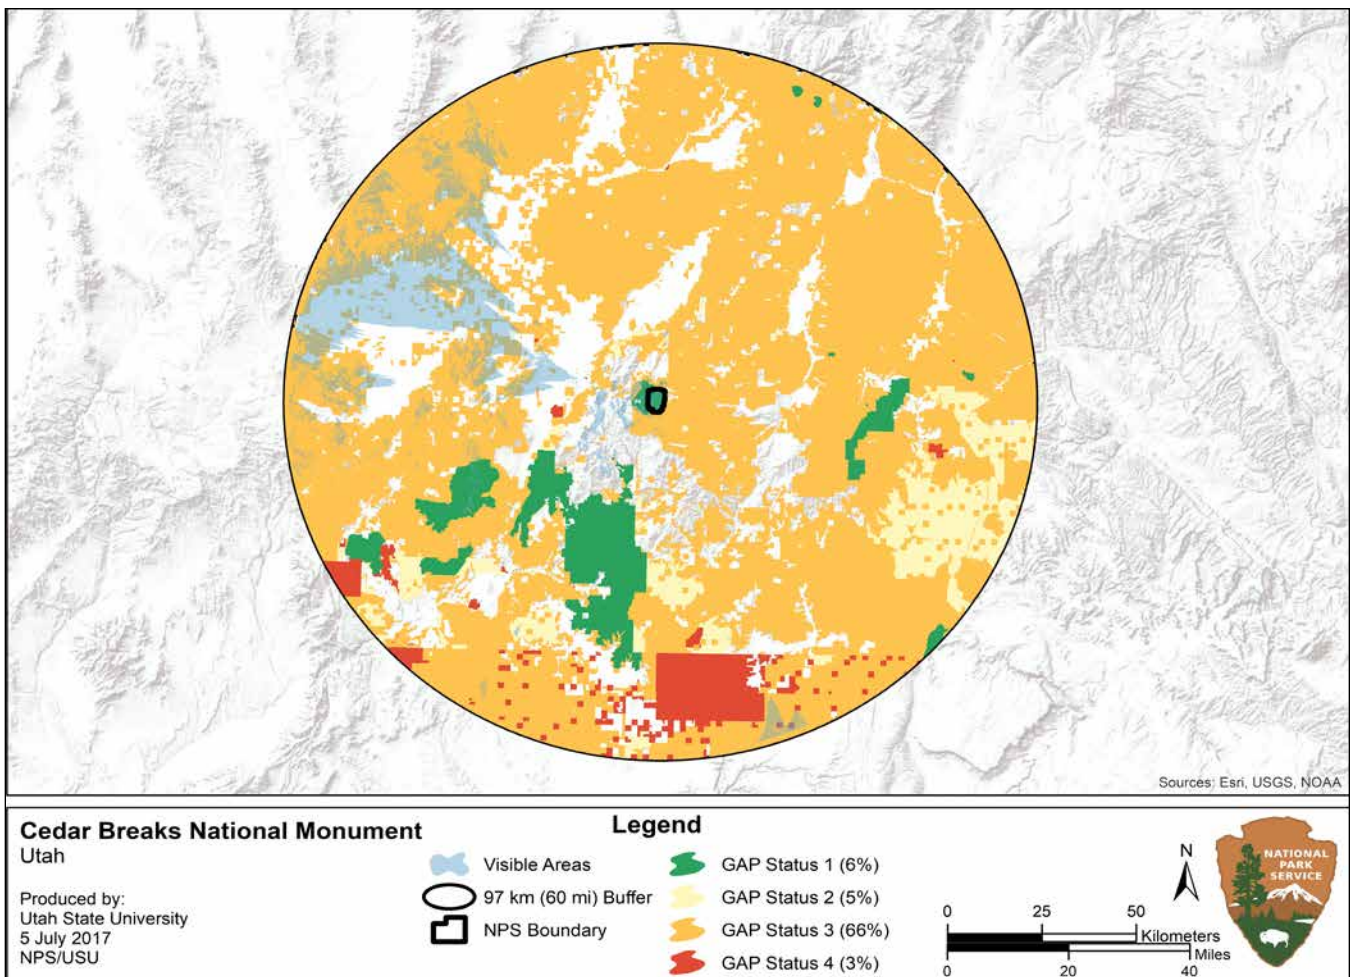 Sources: Esri, USGS, NOAA
Cedar Breaks National Monument
Utah
Produced by:
Utah State University
5 July 2017
NPS/USU
Legend
Visible Areas
97 km (60 mi) Buffer
NPS Boundary
GAP Status 1 (6%)
GAP Status 2 (5%)
GAP Status 3 (66%)
GAP Status 4 (3%)
N
0 25 50
Kilometers
Miles
0 20 40
NATIONAL
PARK
SERVICE